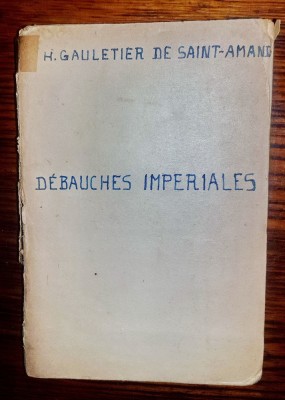 H. GAULETIER DE SAINT-AMAND
DÉBAUCHES IMPERIALES